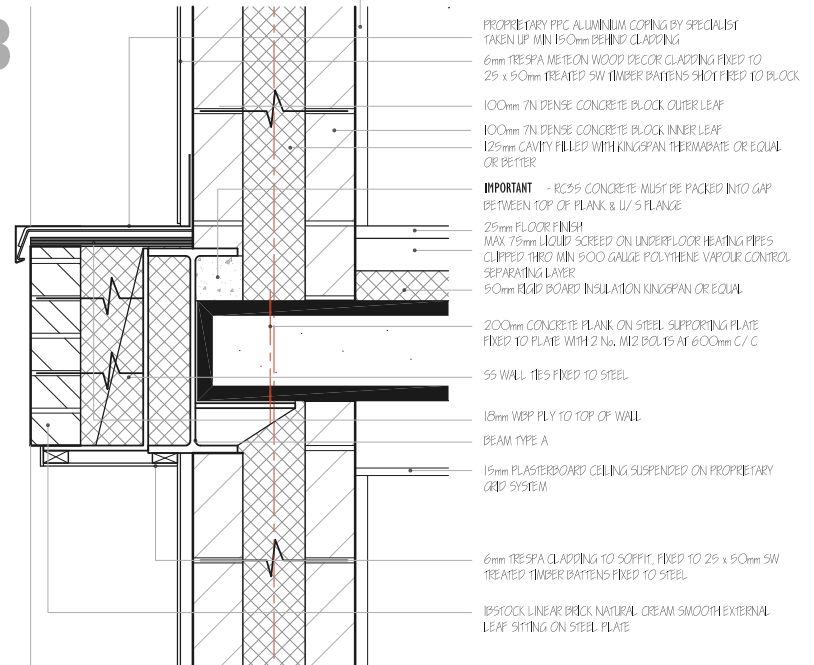 3
PROPRIETARY PPC ALUMINIUM COPING BY SPECIALIST
TAKEN UP MIN 150mm BEHIND CLADDING
6mm TRESPA METEON WOOD DECOR CLADDING FIXED TO
25 x 50mm TREATED SW TIMBER BATTENS SHOT FIRED TO BLOCK
100mm 7N DENSE CONCRETE BLOCK OUTER LEAF
100mm 7N DENSE CONCRETE BLOCK INNER LEAF
125mm CAVITY FILLED WITH KINGSPAN THERMABATE OR EQUAL
OR BETTER
IMPORTANT - RC35 CONCRETE MUST BE PACKED INTO GAP
BETWEEN TOP OF PLANK & U/S FLANGE
25mm FLOOR FINISH
MAX 75mm LIQUID SCREED ON UNDERFLOOR HEATING PIPES
CLIPPED THRO MIN 500 GAUGE POLYTHENE VAPOUR CONTROL
SEPARATING LAYER
50mm RIGID BOARD INSULATION KINGSPAN OR EQUAL
200mm CONCRETE PLANK ON STEEL SUPPORTING PLATE
FIXED TO PLATE WITH 2 No. M12 BOLTS AT 600mm C/C
SS WALL TIES FIXED TO STEEL
18mm WBP PLY TO TOP OF WALL
BEAM TYPE A
15mm PLASTERBOARD CEILING SUSPENDED ON PROPRIETARY
GRID SYSTEM
6mm TRESPA CLADDING TO SOFFIT, FIXED TO 25 x 50mm SW
TREATED TIMBER BATTENS FIXED TO STEEL
IBSTOCK LINEAR BRICK NATURAL CREAM SMOOTH EXTERNAL
LEAF SITTING ON STEEL PLATE